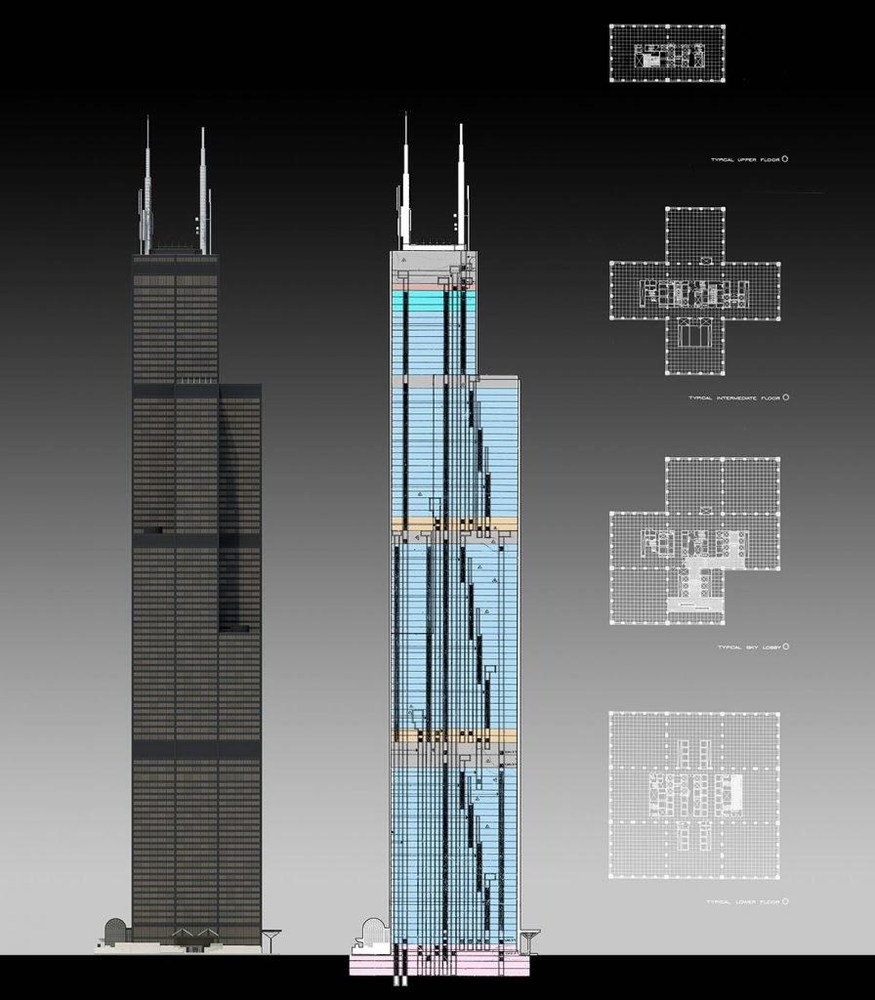 TYPICAL UPPER FLOOR
TYPICAL INTERMEDIATE FLOOR
TYPICAL SKY LOBBY
TYPICAL LOWER FLOOR